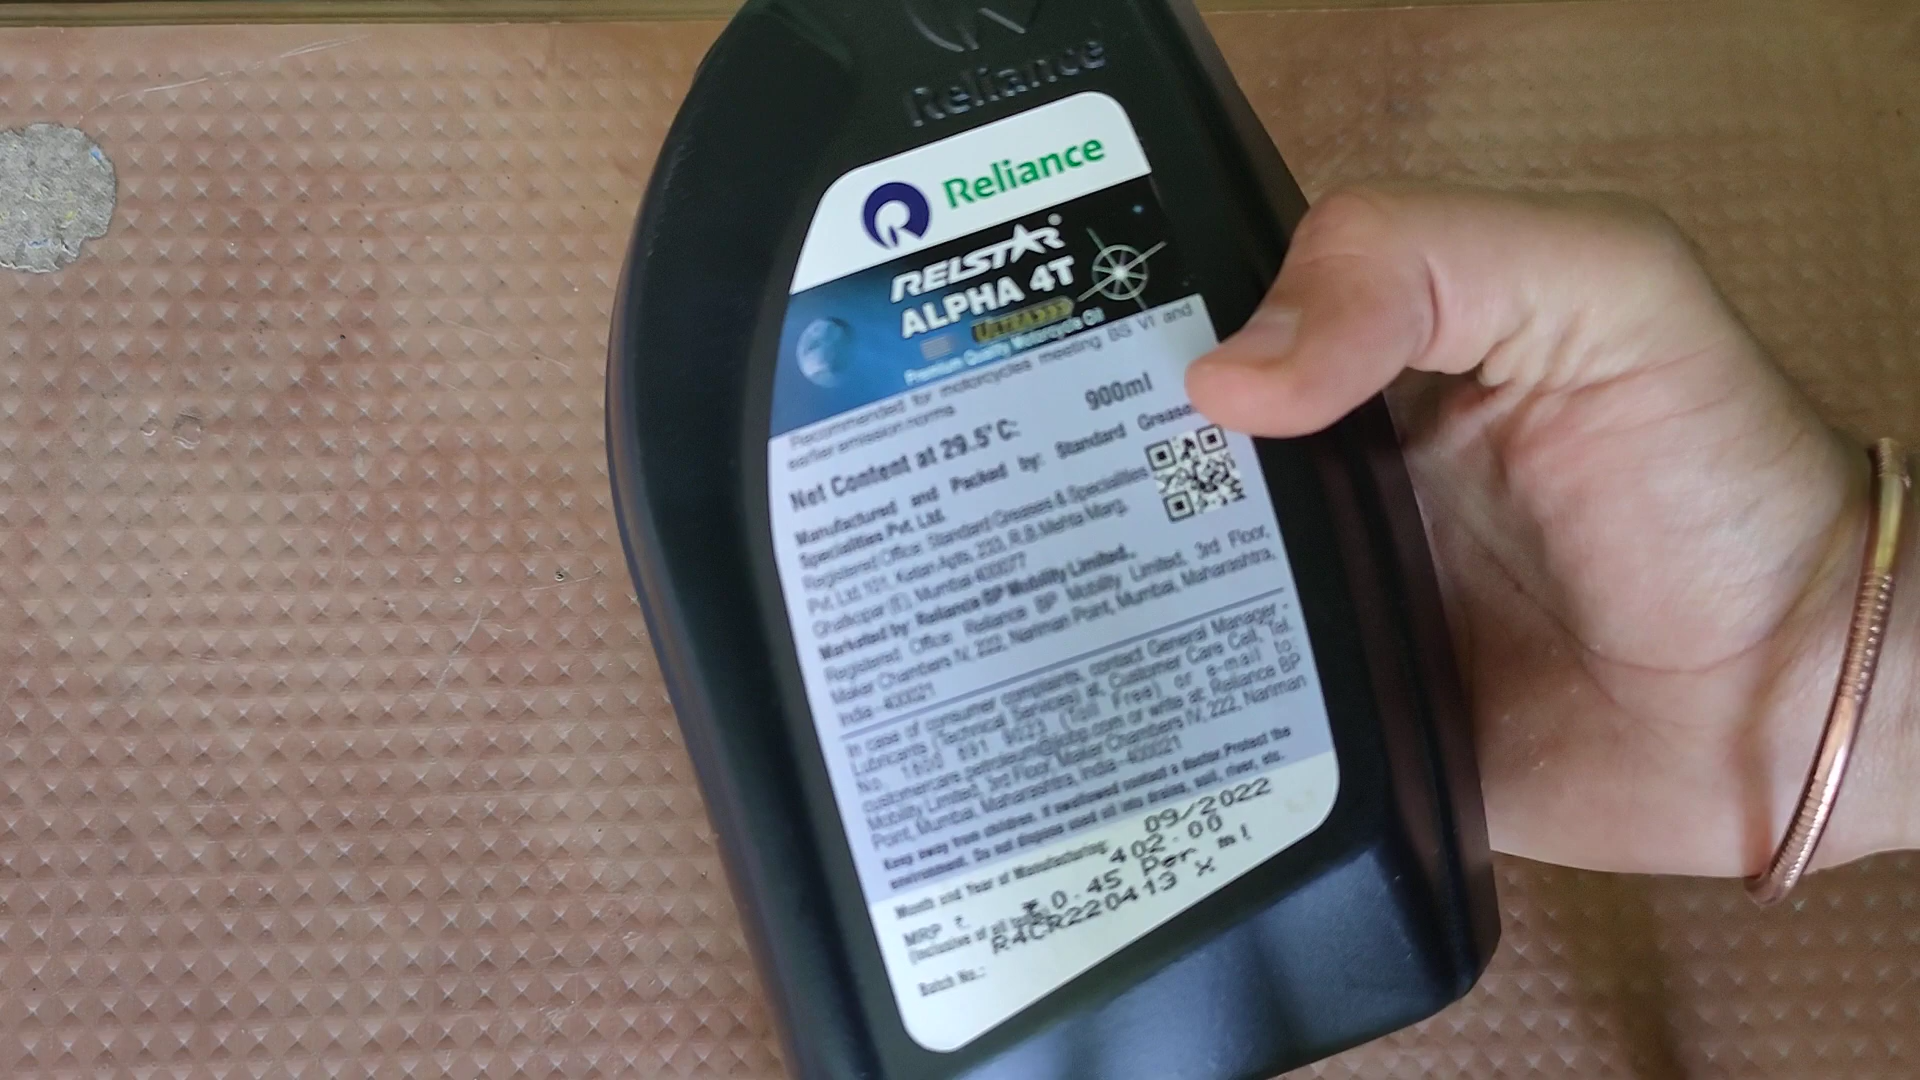 Reliance
Reliance
RELSTAR®
ALPHA 4T
ULTRA
Premium Quality Motorcycle Oil
Recommended for motorcycles meeting BS VI and
earlier emission norms
Net Content at 29.5°C: 900ml
Manufactured and Packed by: Standard Greases
Specialities Pvt. Ltd.
Registered Office: Standard Greases & Specialities
Pvt. Ltd. 101, Ketan Apts, 233, R.B.Mehta Marg,
Ghatkopar (E), Mumbai-400077
Marketed by: Reliance BP Mobility Limited.,
Registered Office: Reliance BP Mobility Limited, 3rd Floor,
Maker Chambers IV, 222, Nariman Point, Mumbai, Maharashtra,
India - 400021
In case of consumer complaints, contact General Manager -
Lubricants (Technical Services) at, Customer Care Cell, Tel.
No. 1800 891 9023 (Toll Free) or e-mail to:
or write at, Reliance BP
Mobility Limited, 3rd Floor, Maker Chambers IV, 222, Nariman
Point, Mumbai, Maharashtra, India - 400021
Keep away from children. If swallowed contact a doctor. Protect the
environment. Do not dispose used oil into drains, soil, river, etc.
Month and Year of Manufacturing: 09/2022
MRP ₹. 402.00
(Inclusive of all taxes) ₹0.45 Per ml
Batch No.: R4CR220413 X